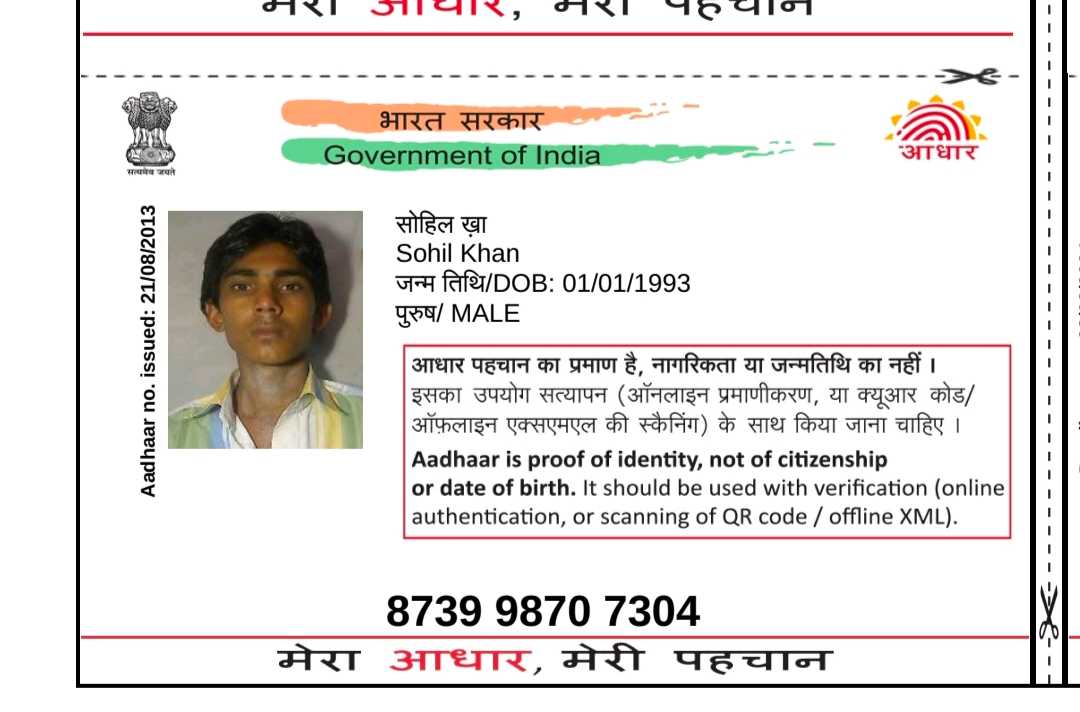 मेरा आधार, मेरी पहचान
भारत सरकार
Government of India
सत्यमेव जयते
आधार
Aadhaar no. issued: 21/08/2013
सोहिल ख़ा
Sohil Khan
जन्म तिथि/DOB: 01/01/1993
पुरुष/ MALE
आधार पहचान का प्रमाण है, नागरिकता या जन्मतिथि का नहीं ।
इसका उपयोग सत्यापन (ऑनलाइन प्रमाणीकरण, या क्यूआर कोड/
ऑफ़लाइन एक्सएमएल की स्कैनिंग) के साथ किया जाना चाहिए ।
Aadhaar is proof of identity, not of citizenship
or date of birth. It should be used with verification (online
authentication, or scanning of QR code / offline XML).
8739 9870 7304
मेरा आधार, मेरी पहचान